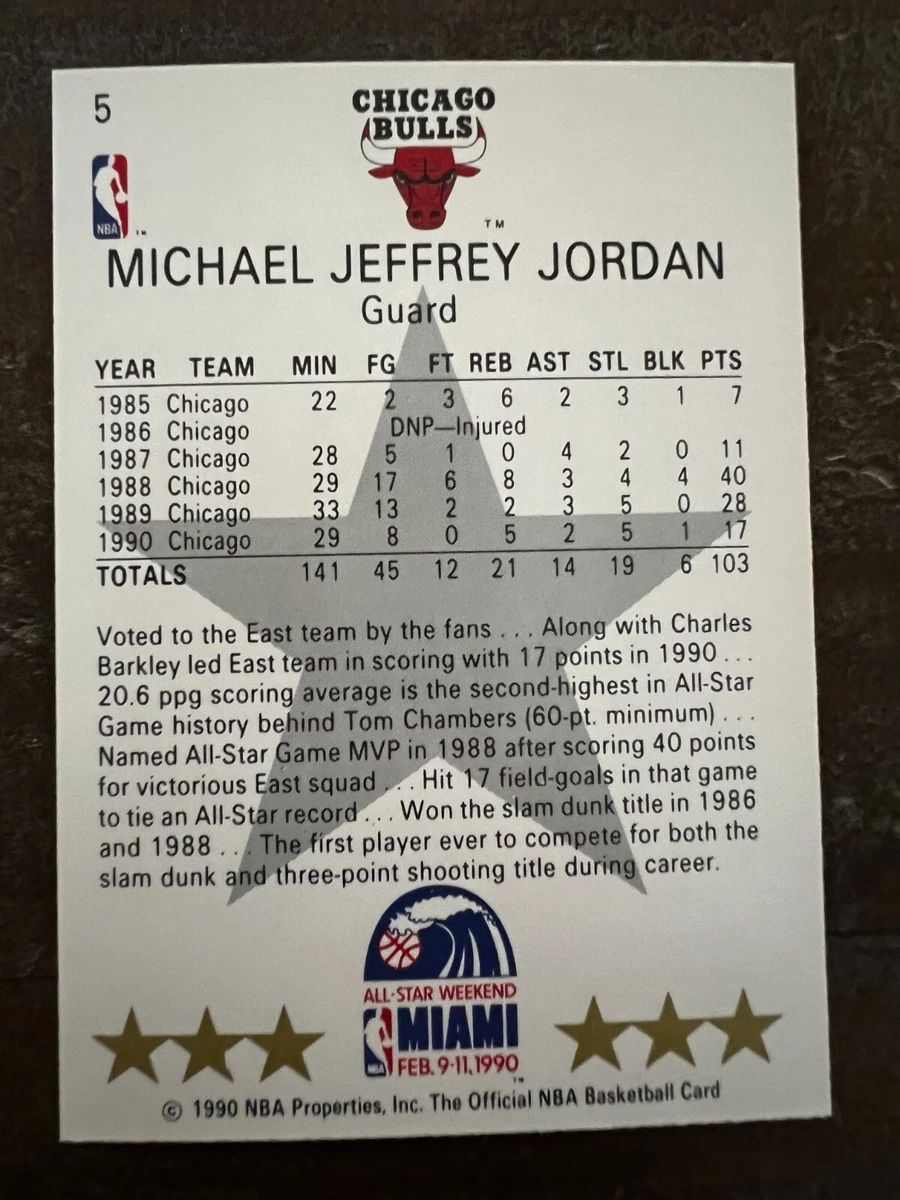 5
CHICAGO
BULLS
TM
NBA
MICHAEL JEFFREY JORDAN
Guard
YEAR TEAM MIN FG FT REB AST STL BLK PTS
1985 Chicago 22 2 3 6 2 3 1 7
1986 Chicago DNP—Injured
1987 Chicago 28 5 1 0 4 2 0 11
1988 Chicago 29 17 6 8 3 4 4 40
1989 Chicago 33 13 2 2 3 5 0 28
1990 Chicago 29 8 0 5 2 5 1 17
TOTALS 141 45 12 21 14 19 6 103
Voted to the East team by the fans . . . Along with Charles
Barkley led East team in scoring with 17 points in 1990 . . .
20.6 ppg scoring average is the second-highest in All-Star
Game history behind Tom Chambers (60-pt. minimum) . . .
Named All-Star Game MVP in 1988 after scoring 40 points
for victorious East squad . . . Hit 17 field-goals in that game
to tie an All-Star record . . . Won the slam dunk title in 1986
and 1988 . . . The first player ever to compete for both the
slam dunk and three-point shooting title during career.
ALL·STAR WEEKEND
MIAMI
NBA FEB. 9-11, 1990
© 1990 NBA Properties, Inc. The Official NBA Basketball Card